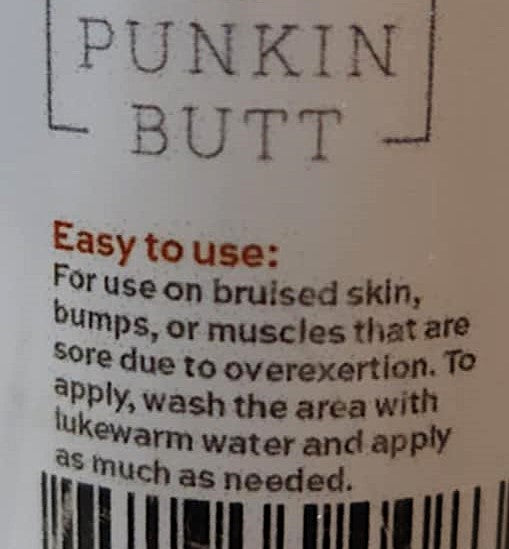 PUNKIN
BUTT
Easy to use:
For use on bruised skin,
bumps, or muscles that are
sore due to overexertion. To
apply, wash the area with
lukewarm water and apply
as much as needed.